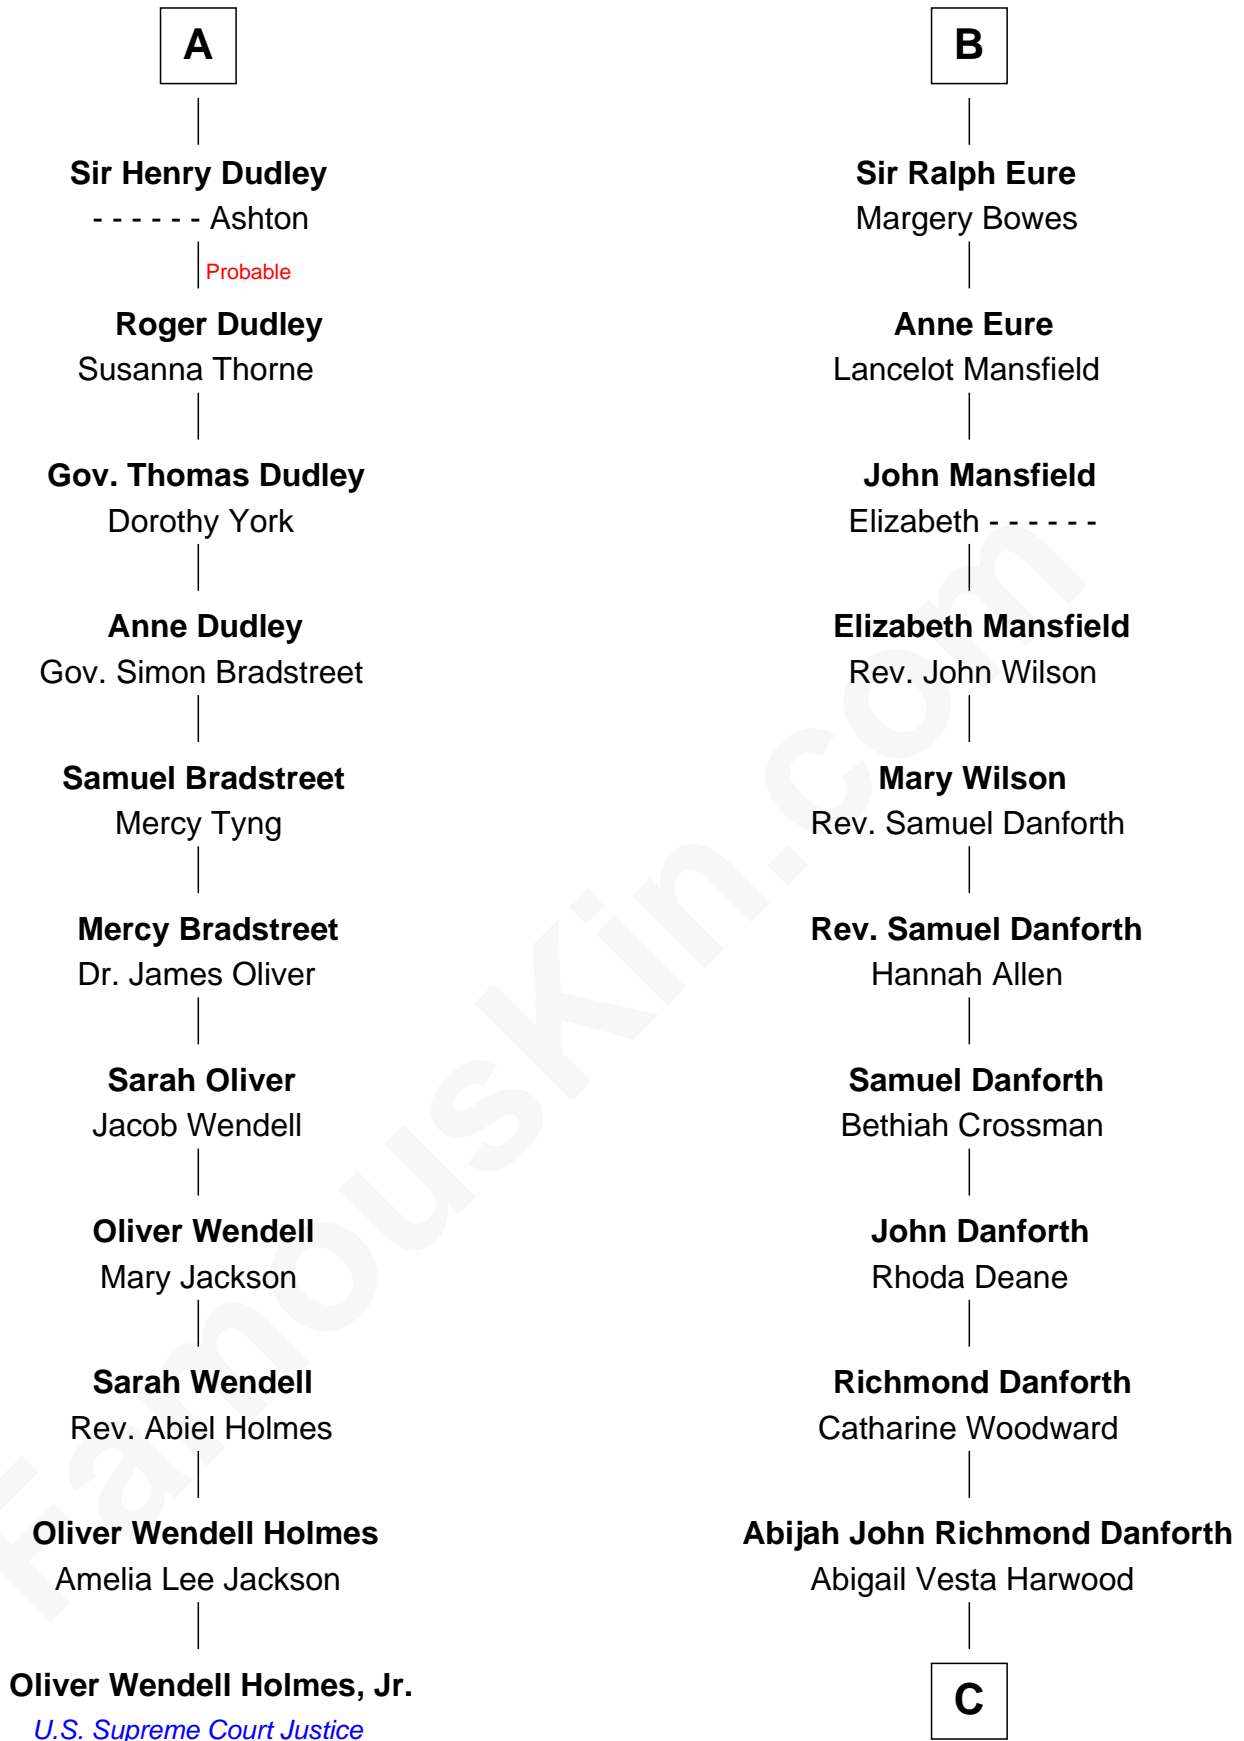 A
Sir Henry Dudley
- - - - - - Ashton
Probable
Roger Dudley
Susanna Thorne
Gov. Thomas Dudley
Dorothy York
Anne Dudley
Gov. Simon Bradstreet
Samuel Bradstreet
Mercy Tyng
Mercy Bradstreet
Dr. James Oliver
Sarah Oliver
Jacob Wendell
Oliver Wendell
Mary Jackson
Sarah Wendell
Rev. Abiel Holmes
Oliver Wendell Holmes
Amelia Lee Jackson
Oliver Wendell Holmes, Jr.
U.S. Supreme Court Justice
B
Sir Ralph Eure
Margery Bowes
Anne Eure
Lancelot Mansfield
John Mansfield
Elizabeth - - - - - -
Elizabeth Mansfield
Rev. John Wilson
Mary Wilson
Rev. Samuel Danforth
Rev. Samuel Danforth
Hannah Allen
Samuel Danforth
Bethiah Crossman
John Danforth
Rhoda Deane
Richmond Danforth
Catharine Woodward
Abijah John Richmond Danforth
Abigail Vesta Harwood
C
FamousKin.com